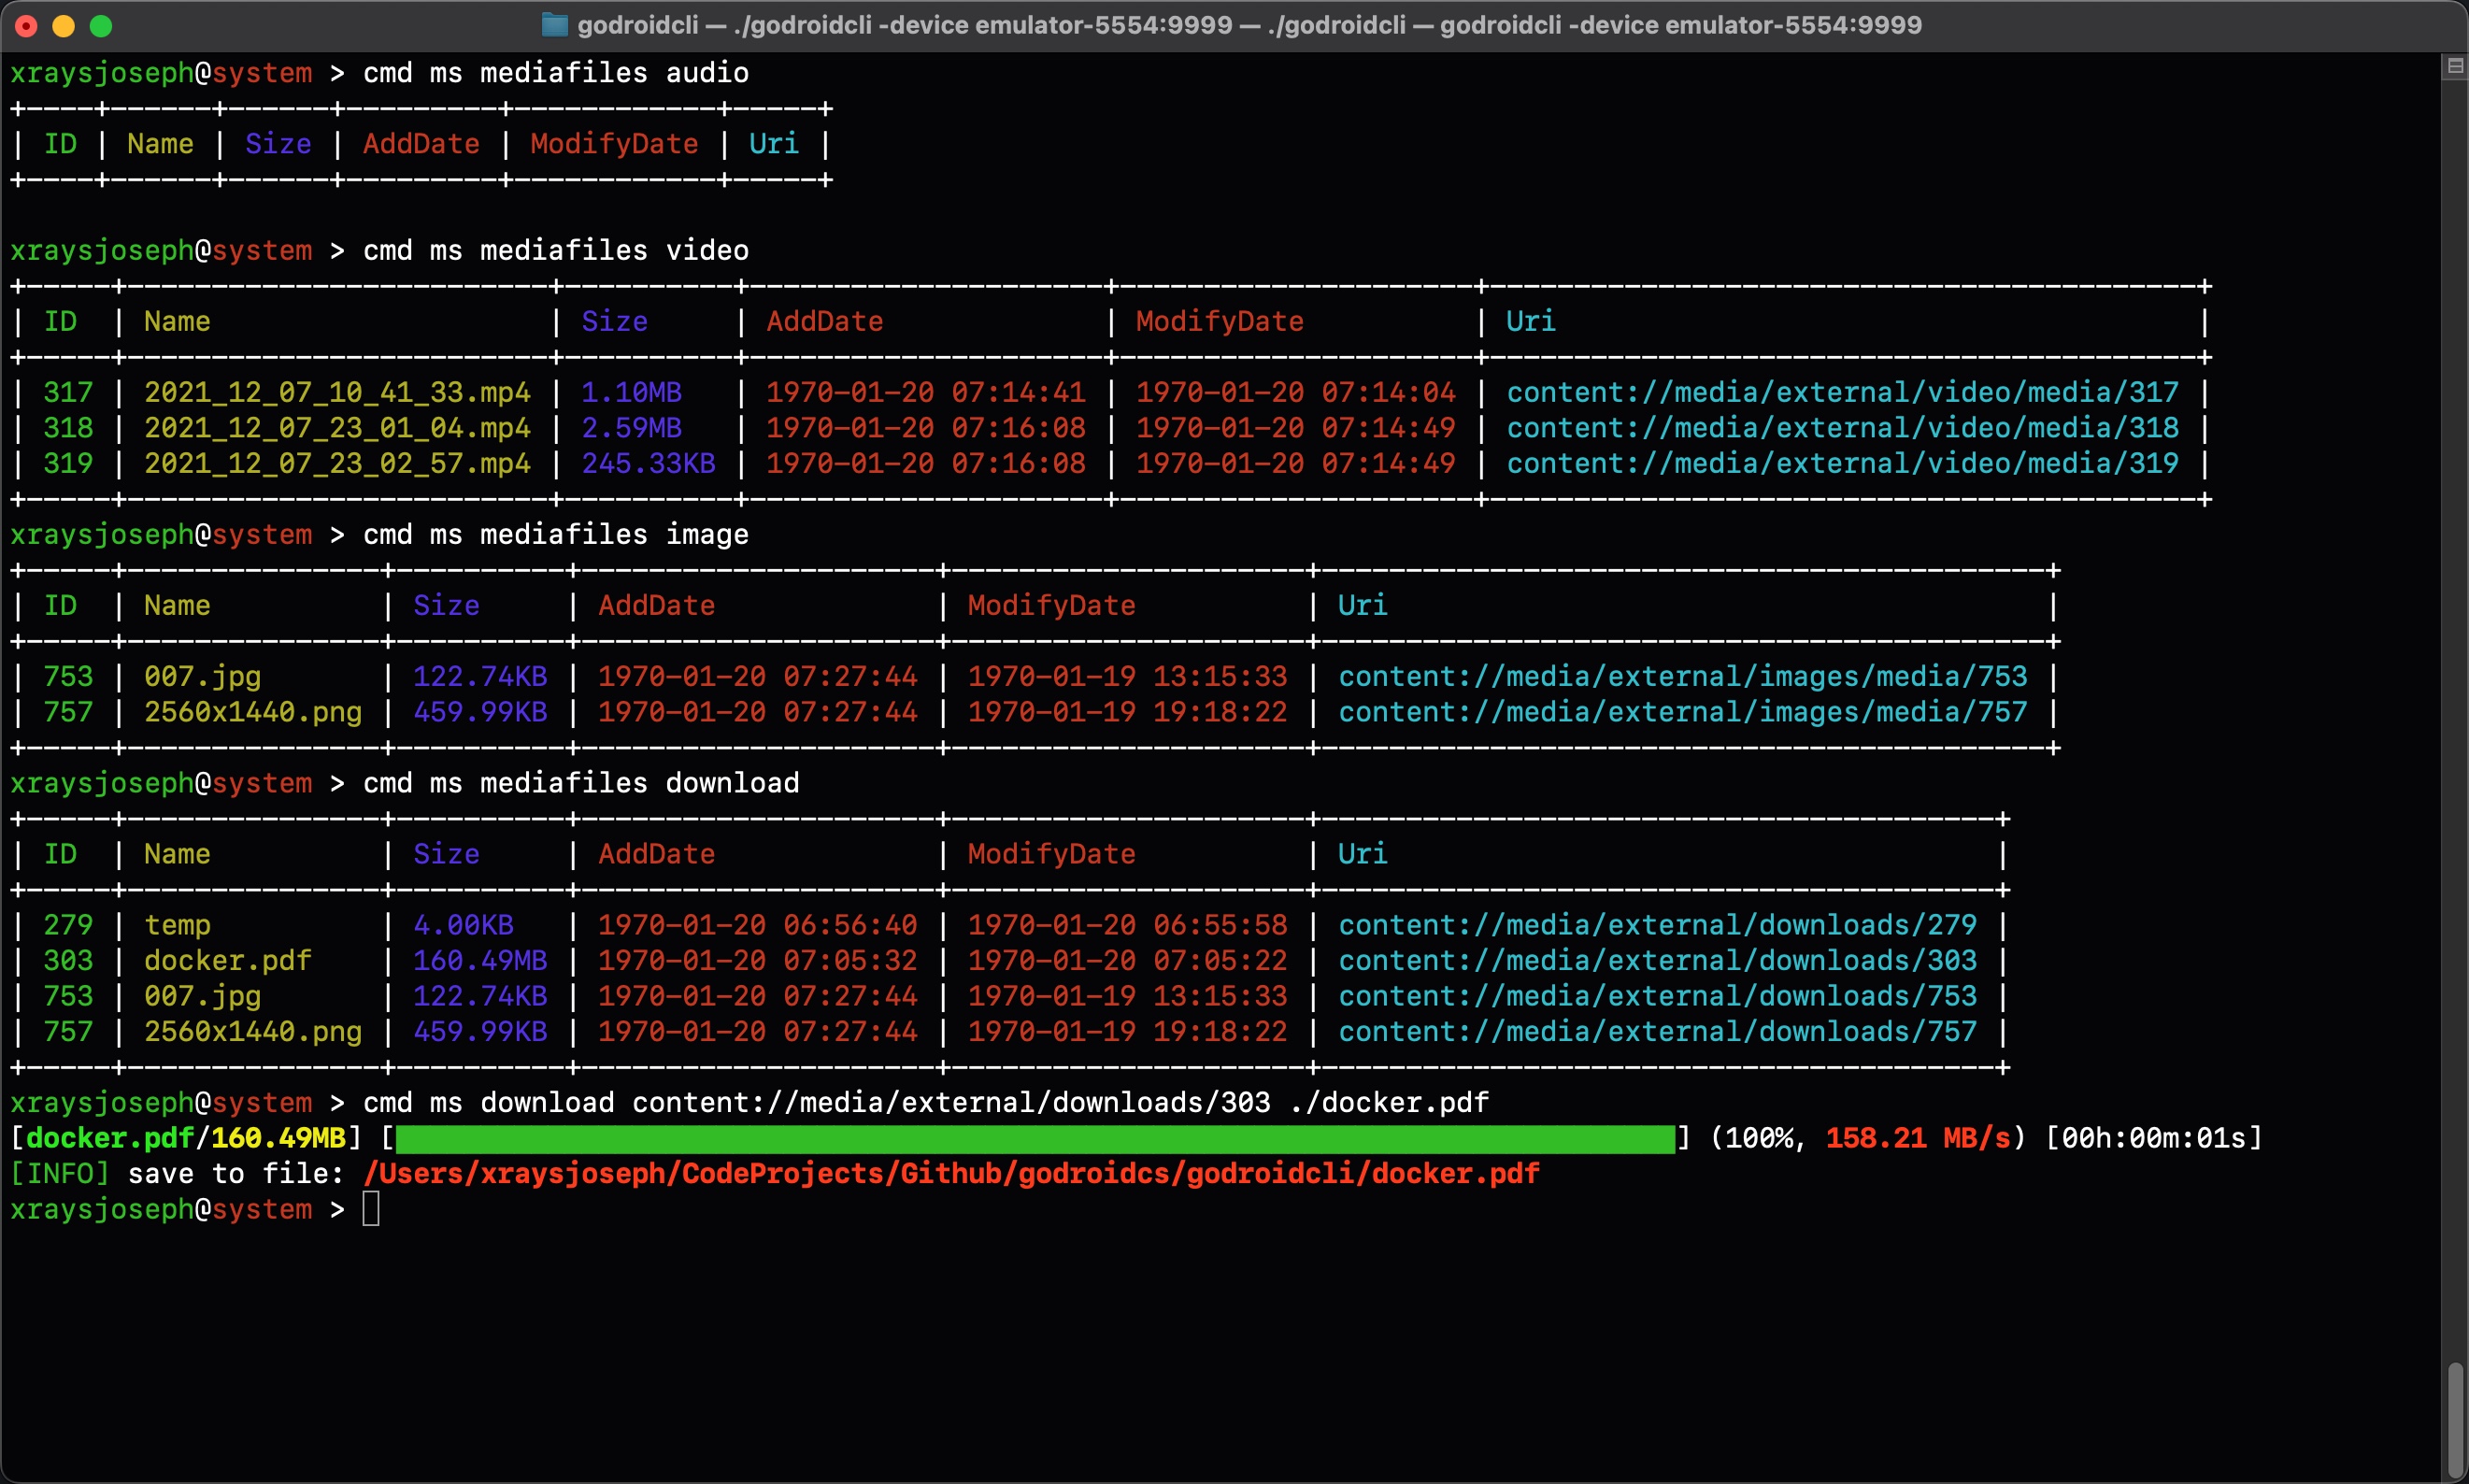 godroidcli — ./godroidcli -device emulator-5554:9999 — ./godroidcli — godroidcli -device emulator-5554:9999
xraysjoseph@system > cmd ms mediafiles audio
+----+------+------+---------+------------+-----+
| ID | Name | Size | AddDate | ModifyDate | Uri |
+----+------+------+---------+------------+-----+
xraysjoseph@system > cmd ms mediafiles video
+-----+-------------------------+----------+---------------------+---------------------+------------------------------------------+
| ID  | Name                    | Size     | AddDate             | ModifyDate          | Uri                                      |
+-----+-------------------------+----------+---------------------+---------------------+------------------------------------------+
| 317 | 2021_12_07_10_41_33.mp4 | 1.10MB   | 1970-01-20 07:14:41 | 1970-01-20 07:14:04 | content://media/external/video/media/317 |
| 318 | 2021_12_07_23_01_04.mp4 | 2.59MB   | 1970-01-20 07:16:08 | 1970-01-20 07:14:49 | content://media/external/video/media/318 |
| 319 | 2021_12_07_23_02_57.mp4 | 245.33KB | 1970-01-20 07:16:08 | 1970-01-20 07:14:49 | content://media/external/video/media/319 |
+-----+-------------------------+----------+---------------------+---------------------+------------------------------------------+
xraysjoseph@system > cmd ms mediafiles image
+-----+---------------+----------+---------------------+---------------------+-------------------------------------------+
| ID  | Name          | Size     | AddDate             | ModifyDate          | Uri                                       |
+-----+---------------+----------+---------------------+---------------------+-------------------------------------------+
| 753 | 007.jpg       | 122.74KB | 1970-01-20 07:27:44 | 1970-01-19 13:15:33 | content://media/external/images/media/753 |
| 757 | 2560x1440.png | 459.99KB | 1970-01-20 07:27:44 | 1970-01-19 19:18:22 | content://media/external/images/media/757 |
+-----+---------------+----------+---------------------+---------------------+-------------------------------------------+
xraysjoseph@system > cmd ms mediafiles download
+-----+---------------+----------+---------------------+---------------------+----------------------------------------+
| ID  | Name          | Size     | AddDate             | ModifyDate          | Uri                                    |
+-----+---------------+----------+---------------------+---------------------+----------------------------------------+
| 279 | temp          | 4.00KB   | 1970-01-20 06:56:40 | 1970-01-20 06:55:58 | content://media/external/downloads/279 |
| 303 | docker.pdf    | 160.49MB | 1970-01-20 07:05:32 | 1970-01-20 07:05:22 | content://media/external/downloads/303 |
| 753 | 007.jpg       | 122.74KB | 1970-01-20 07:27:44 | 1970-01-19 13:15:33 | content://media/external/downloads/753 |
| 757 | 2560x1440.png | 459.99KB | 1970-01-20 07:27:44 | 1970-01-19 19:18:22 | content://media/external/downloads/757 |
+-----+---------------+----------+---------------------+---------------------+----------------------------------------+
xraysjoseph@system > cmd ms download content://media/external/downloads/303 ./docker.pdf
[docker.pdf/160.49MB] [] (100%, 158.21 MB/s) [00h:00m:01s]
[INFO] save to file: /Users/xraysjoseph/CodeProjects/Github/godroidcs/godroidcli/docker.pdf
xraysjoseph@system >